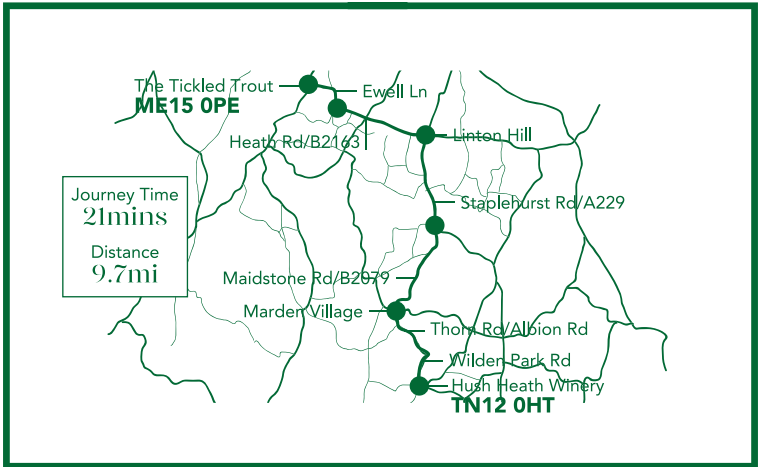 The Tickled Trout
ME15 0PE
Ewell Ln
Heath Rd/B2163
Linton Hill
Journey Time
21mins
Distance
9.7mi
Staplehurst Rd/A229
Maidstone Rd/B2079
Marden Village
Thorn Rd/Albion Rd
Wilden Park Rd
Hush Heath Winery
TN12 0HT